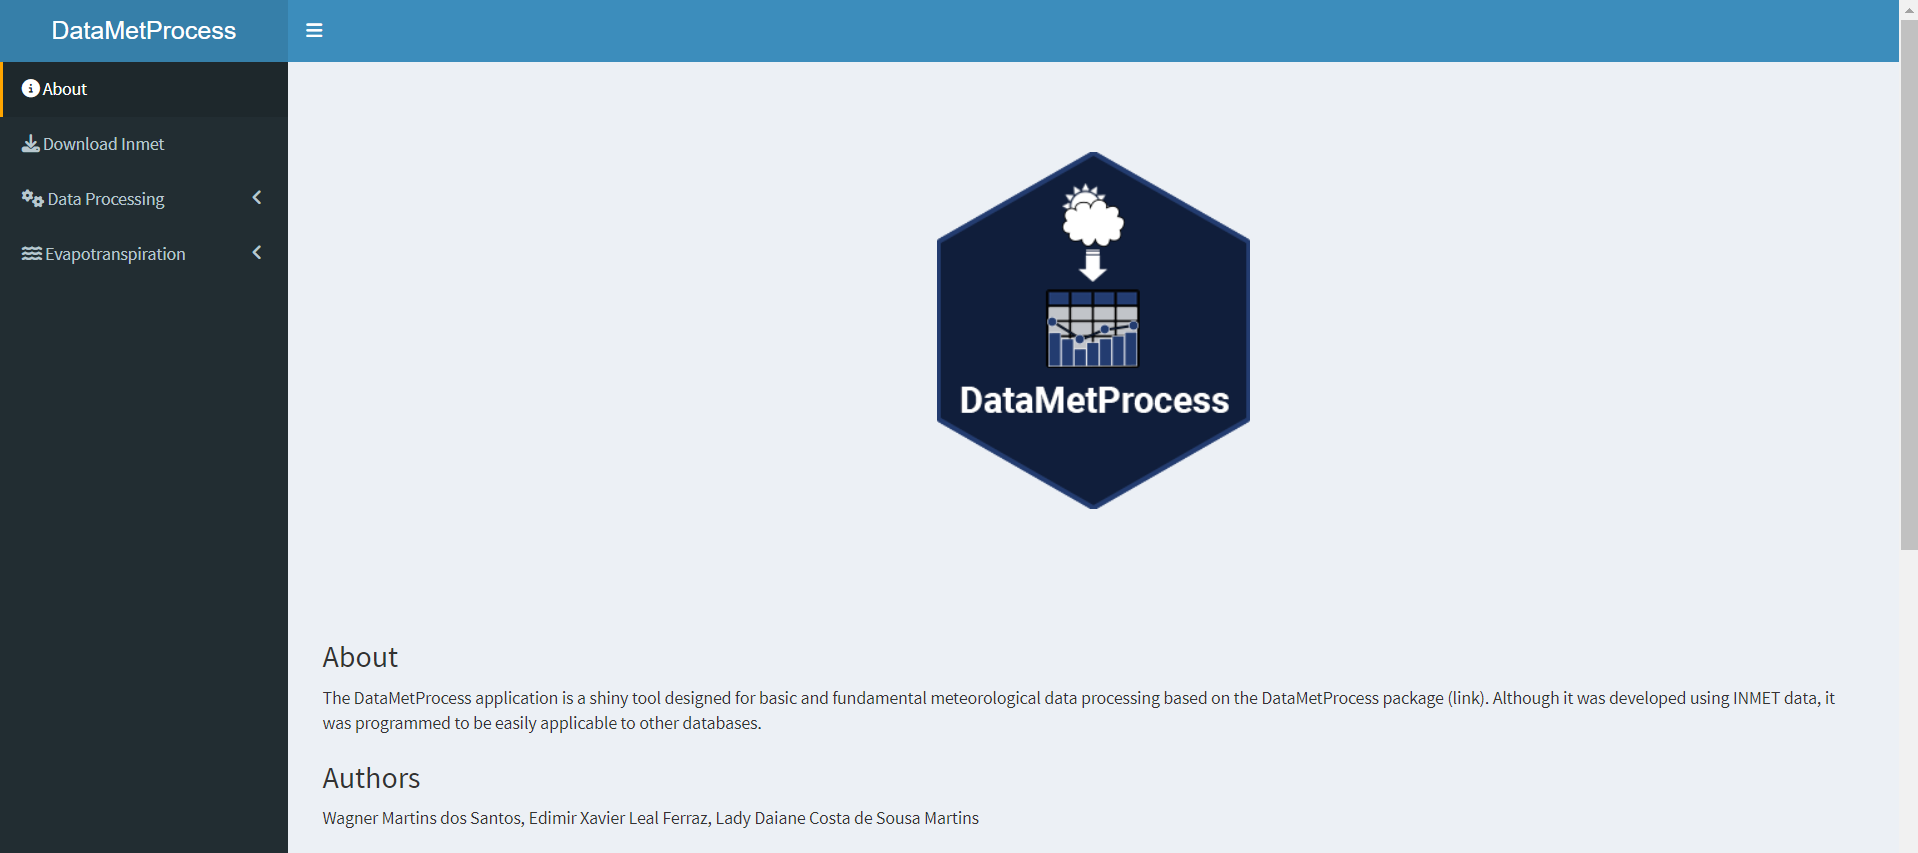 DataMetProcess
About
Download Inmet
Data Processing
Evapotranspiration
DataMetProcess
About
The DataMetProcess application is a shiny tool designed for basic and fundamental meteorological data processing based on the DataMetProcess package (link). Although it was developed using INMET data, it
was programmed to be easily applicable to other databases.
Authors
Wagner Martins dos Santos, Edimir Xavier Leal Ferraz, Lady Daiane Costa de Sousa Martins